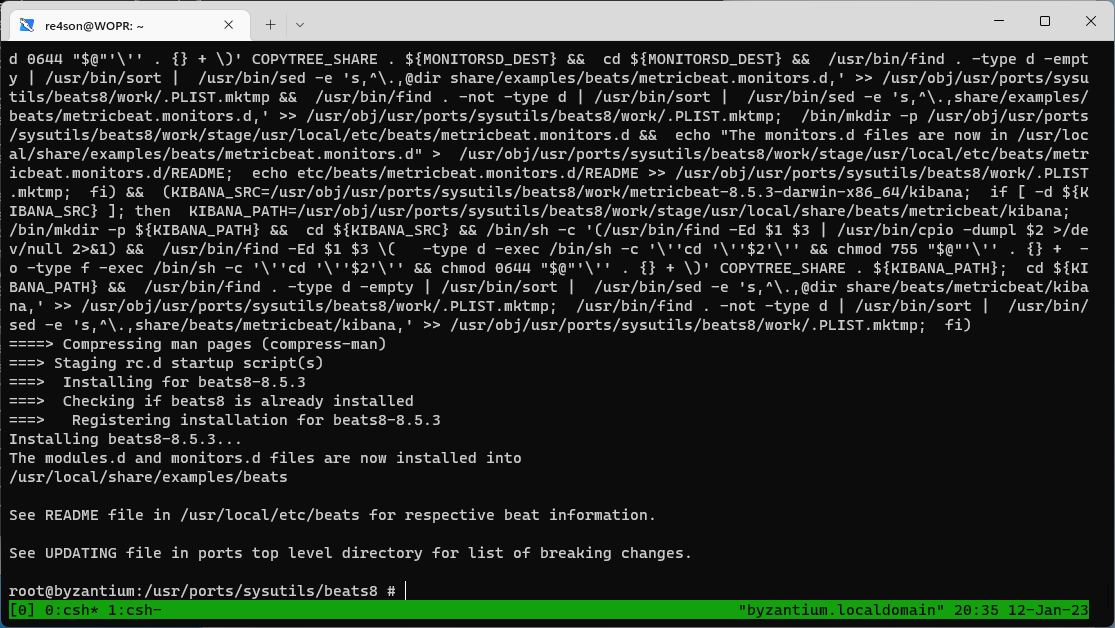 re4son@WOPR: ~
d 0644 "$@"'\'' . {} + \)' COPYTREE_SHARE . ${MONITORSD_DEST} &&  cd ${MONITORSD_DEST} &&  /usr/bin/find . -type d -empt
y | /usr/bin/sort |  /usr/bin/sed -e 's,^\.,@dir share/examples/beats/metricbeat.monitors.d,' >> /usr/obj/usr/ports/sysu
tils/beats8/work/.PLIST.mktmp &&  /usr/bin/find . -not -type d | /usr/bin/sort |  /usr/bin/sed -e 's,^\.,share/examples/
beats/metricbeat.monitors.d,' >> /usr/obj/usr/ports/sysutils/beats8/work/.PLIST.mktmp;  /bin/mkdir -p /usr/obj/usr/ports
/sysutils/beats8/work/stage/usr/local/etc/beats/metricbeat.monitors.d &&  echo "The monitors.d files are now in /usr/loc
al/share/examples/beats/metricbeat.monitors.d" >  /usr/obj/usr/ports/sysutils/beats8/work/stage/usr/local/etc/beats/metr
icbeat.monitors.d/README;  echo etc/beats/metricbeat.monitors.d/README >> /usr/obj/usr/ports/sysutils/beats8/work/.PLIST
.mktmp;  fi) &&  (KIBANA_SRC=/usr/obj/usr/ports/sysutils/beats8/work/metricbeat-8.5.3-darwin-x86_64/kibana;  if [ -d ${K
IBANA_SRC} ]; then  KIBANA_PATH=/usr/obj/usr/ports/sysutils/beats8/work/stage/usr/local/share/beats/metricbeat/kibana;
/bin/mkdir -p ${KIBANA_PATH} &&  cd ${KIBANA_SRC} && /bin/sh -c '(/usr/bin/find -Ed $1 $3 | /usr/bin/cpio -dumpl $2 >/de
v/null 2>&1) &&  /usr/bin/find -Ed $1 $3 \(   -type d -exec /bin/sh -c '\''cd '\''$2'\'' && chmod 755 "$@"'\'' . {} +  -
o -type f -exec /bin/sh -c '\''cd '\''$2'\'' && chmod 0644 "$@"'\'' . {} + \)' COPYTREE_SHARE . ${KIBANA_PATH};  cd ${KI
BANA_PATH} &&  /usr/bin/find . -type d -empty | /usr/bin/sort |  /usr/bin/sed -e 's,^\.,@dir share/beats/metricbeat/kiba
na,' >> /usr/obj/usr/ports/sysutils/beats8/work/.PLIST.mktmp;  /usr/bin/find . -not -type d | /usr/bin/sort |  /usr/bin/
sed -e 's,^\.,share/beats/metricbeat/kibana,' >> /usr/obj/usr/ports/sysutils/beats8/work/.PLIST.mktmp;  fi)
====> Compressing man pages (compress-man)
===> Staging rc.d startup script(s)
===>  Installing for beats8-8.5.3
===>  Checking if beats8 is already installed
===>   Registering installation for beats8-8.5.3
Installing beats8-8.5.3...
The modules.d and monitors.d files are now installed into
/usr/local/share/examples/beats
See README file in /usr/local/etc/beats for respective beat information.
See UPDATING file in ports top level directory for list of breaking changes.
root@byzantium:/usr/ports/sysutils/beats8 #
[0] 0:csh* 1:csh- "byzantium.localdomain" 20:35 12-Jan-23